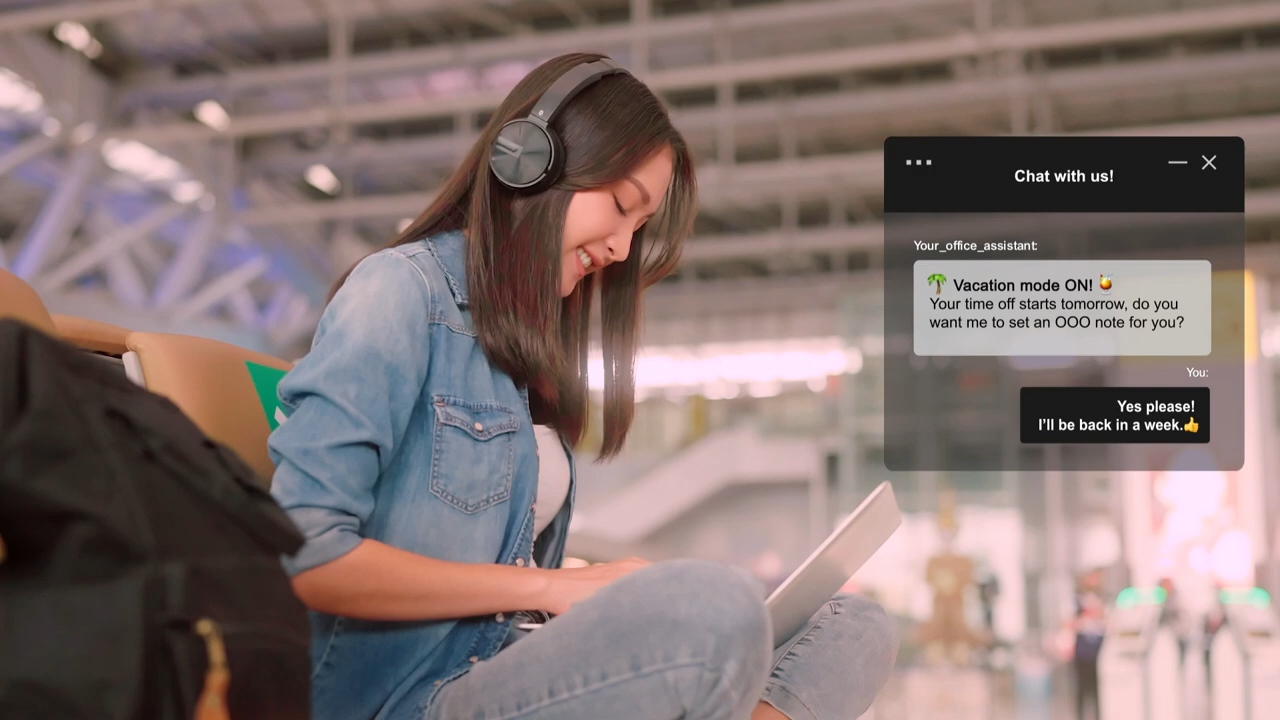 Chat with us!
Your_office_assistant:
🌴 Vacation mode ON! 🍹
Your time off starts tomorrow, do you
want me to set an OOO note for you?
You:
Yes please!
I'll be back in a week.👍